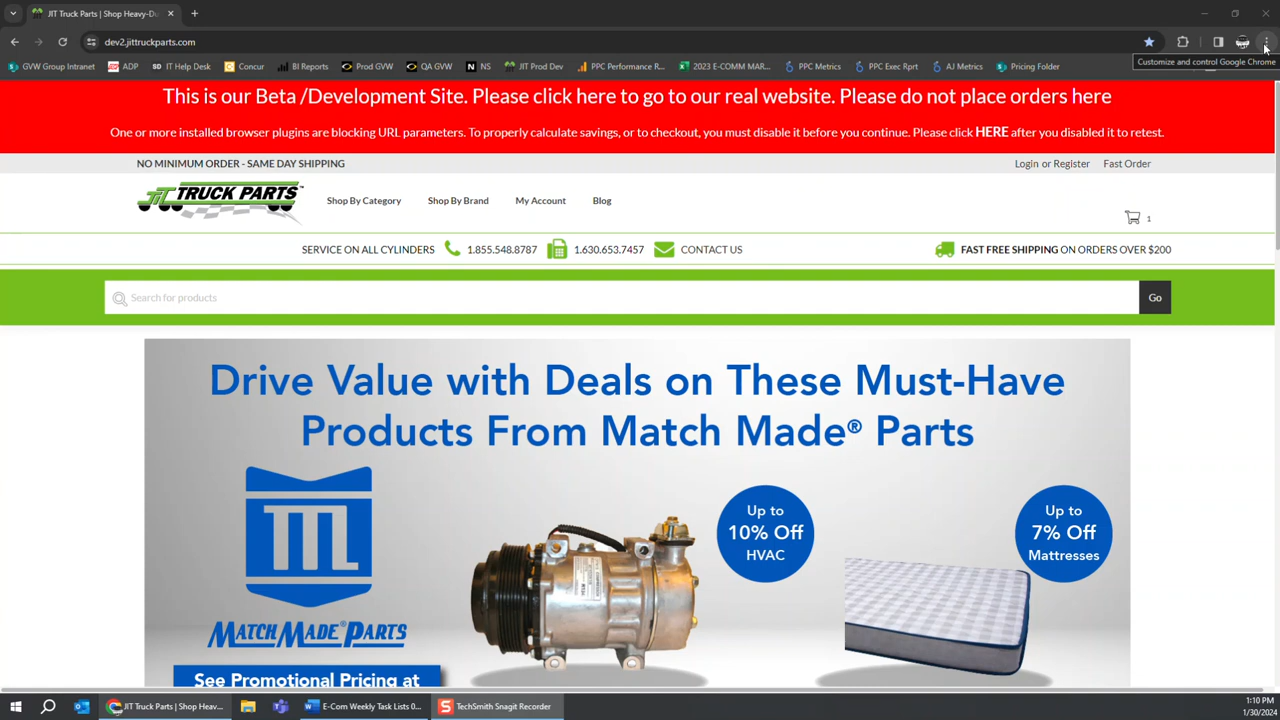 JIT Truck Parts | Shop Heavy-Du
dev2.jittruckparts.com
Customize and control Google Chrome
GVW Group Intranet ADP SD IT Help Desk Concur BI Reports Prod GVW QA GVW N NS JIT Prod Dev PPC Performance R... 2023 E-COMM MAR... PPC Metrics PPC Exec Rprt AJ Metrics Pricing Folder
This is our Beta /Development Site. Please click here to go to our real website. Please do not place orders here
One or more installed browser plugins are blocking URL parameters. To properly calculate savings, or to checkout, you must disable it before you continue. Please click HERE after you disabled it to retest.
NO MINIMUM ORDER - SAME DAY SHIPPING Login or Register Fast Order
JIT TRUCK PARTS™ Shop By Category Shop By Brand My Account Blog
1
SERVICE ON ALL CYLINDERS 1.855.548.8787 1.630.653.7457 CONTACT US FAST FREE SHIPPING ON ORDERS OVER $200
Search for products Go
Drive Value with Deals on These Must-Have
Products From Match Made® Parts
Up to
10% Off
HVAC
Up to
7% Off
Mattresses
MATCHMADE®PARTS
See Promotional Pricing at
JIT Truck Parts | Shop Heav... E-Com Weekly Task Lists 0... S TechSmith Snagit Recorder
1:10 PM
1/30/2024